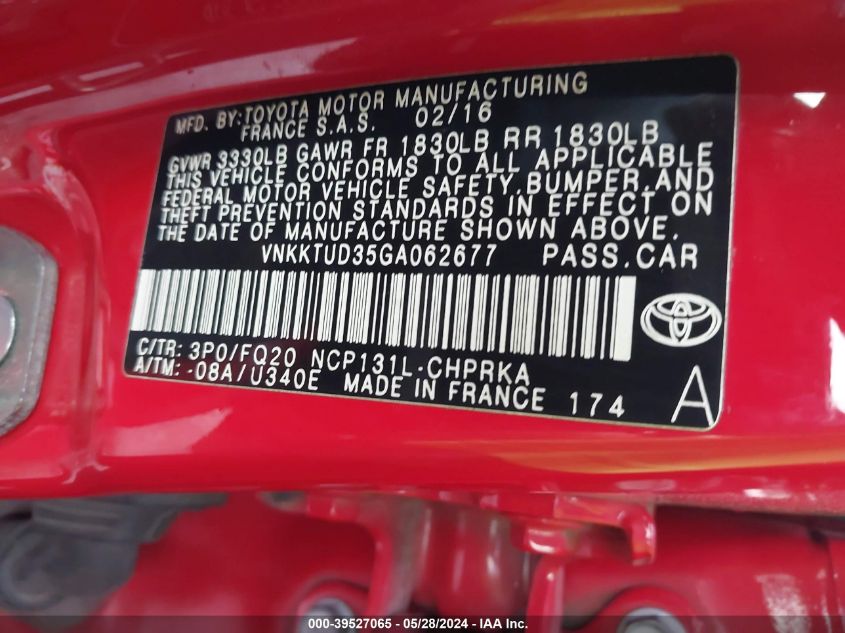 MFD. BY:TOYOTA MOTOR MANUFACTURING
FRANCE S.A.S. 02/16
GVWR 3330LB GAWR FR 1830LB RR 1830LB
THIS VEHICLE CONFORMS TO ALL APPLICABLE
FEDERAL MOTOR VEHICLE SAFETY,BUMPER,AND
THEFT PREVENTION STANDARDS IN EFFECT ON
THE DATE OF MANUFACTURE SHOWN ABOVE.
VNKKTUD35GA062677 PASS.CAR
C/TR: 3P0/FQ20 NCP131L-CHPRKA
A/TM: -08A/U340E MADE IN FRANCE 174 A
000-39527065 | 05/28/2024 - IAA Inc.